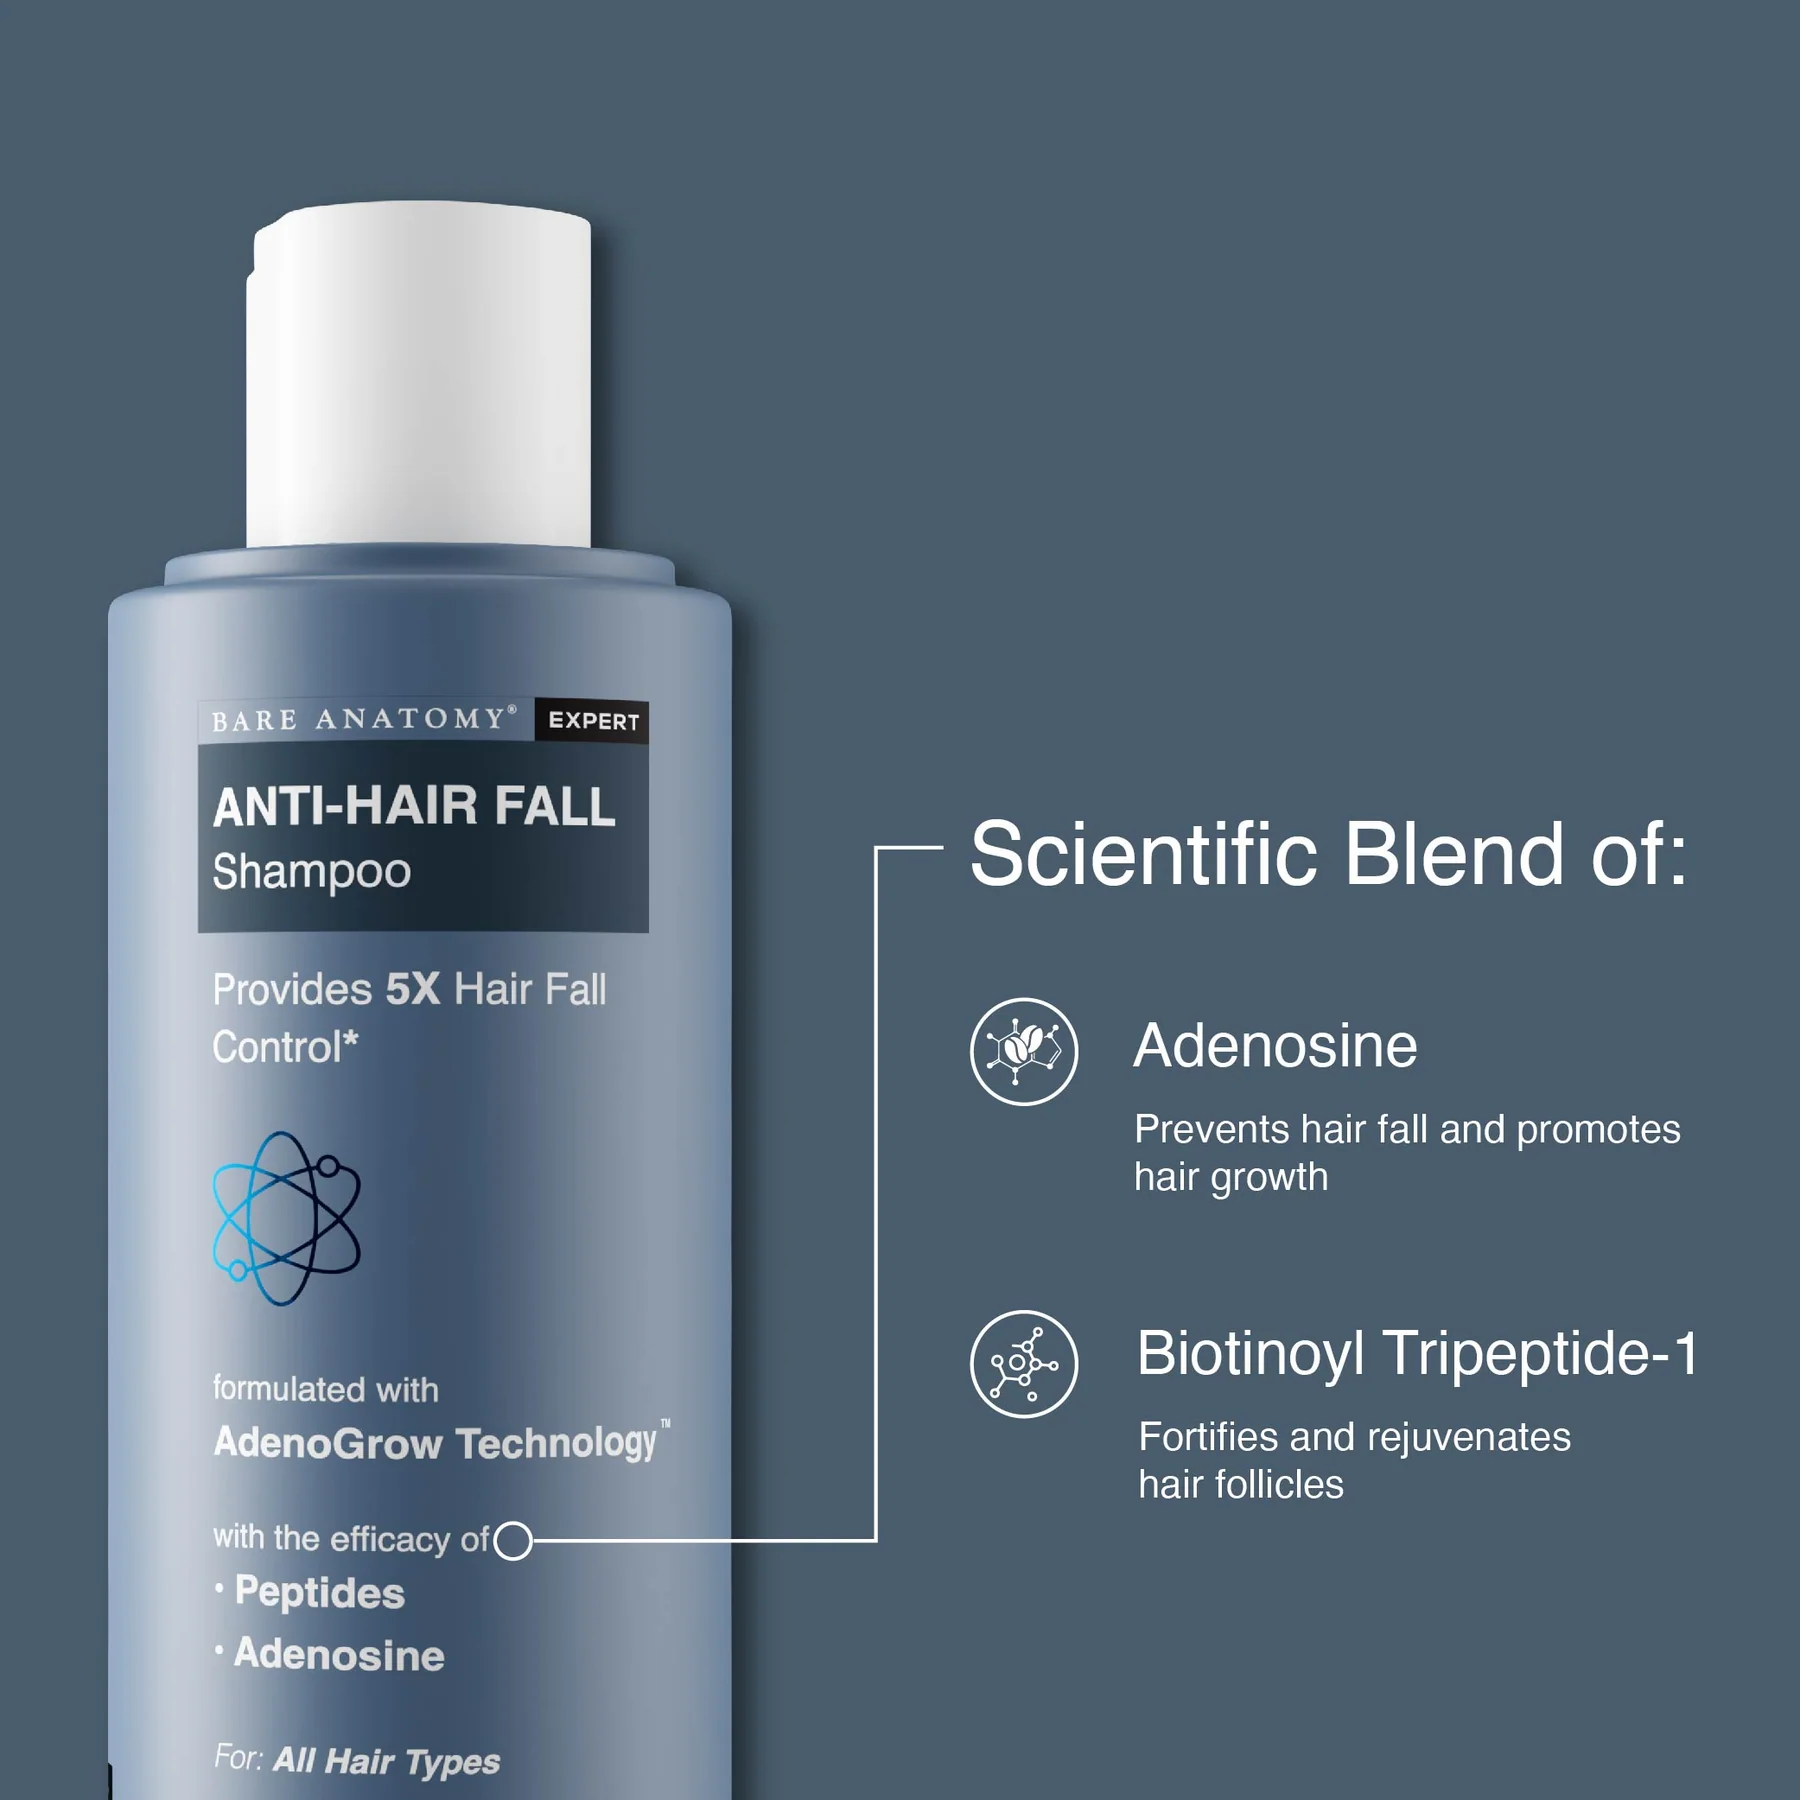 BARE ANATOMY® EXPERT
ANTI-HAIR FALL
Shampoo
Provides 5X Hair Fall
Control*
formulated with
AdenoGrow Technology™
with the efficacy of
• Peptides
• Adenosine
For: All Hair Types
Scientific Blend of:
Adenosine
Prevents hair fall and promotes
hair growth
Biotinoyl Tripeptide-1
Fortifies and rejuvenates
hair follicles